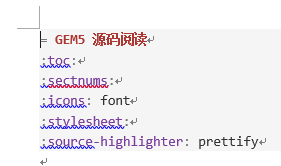 = GEM5 源码阅读
:toc:
:sectnums:
:icons: font
:stylesheet:
:source-highlighter: prettify